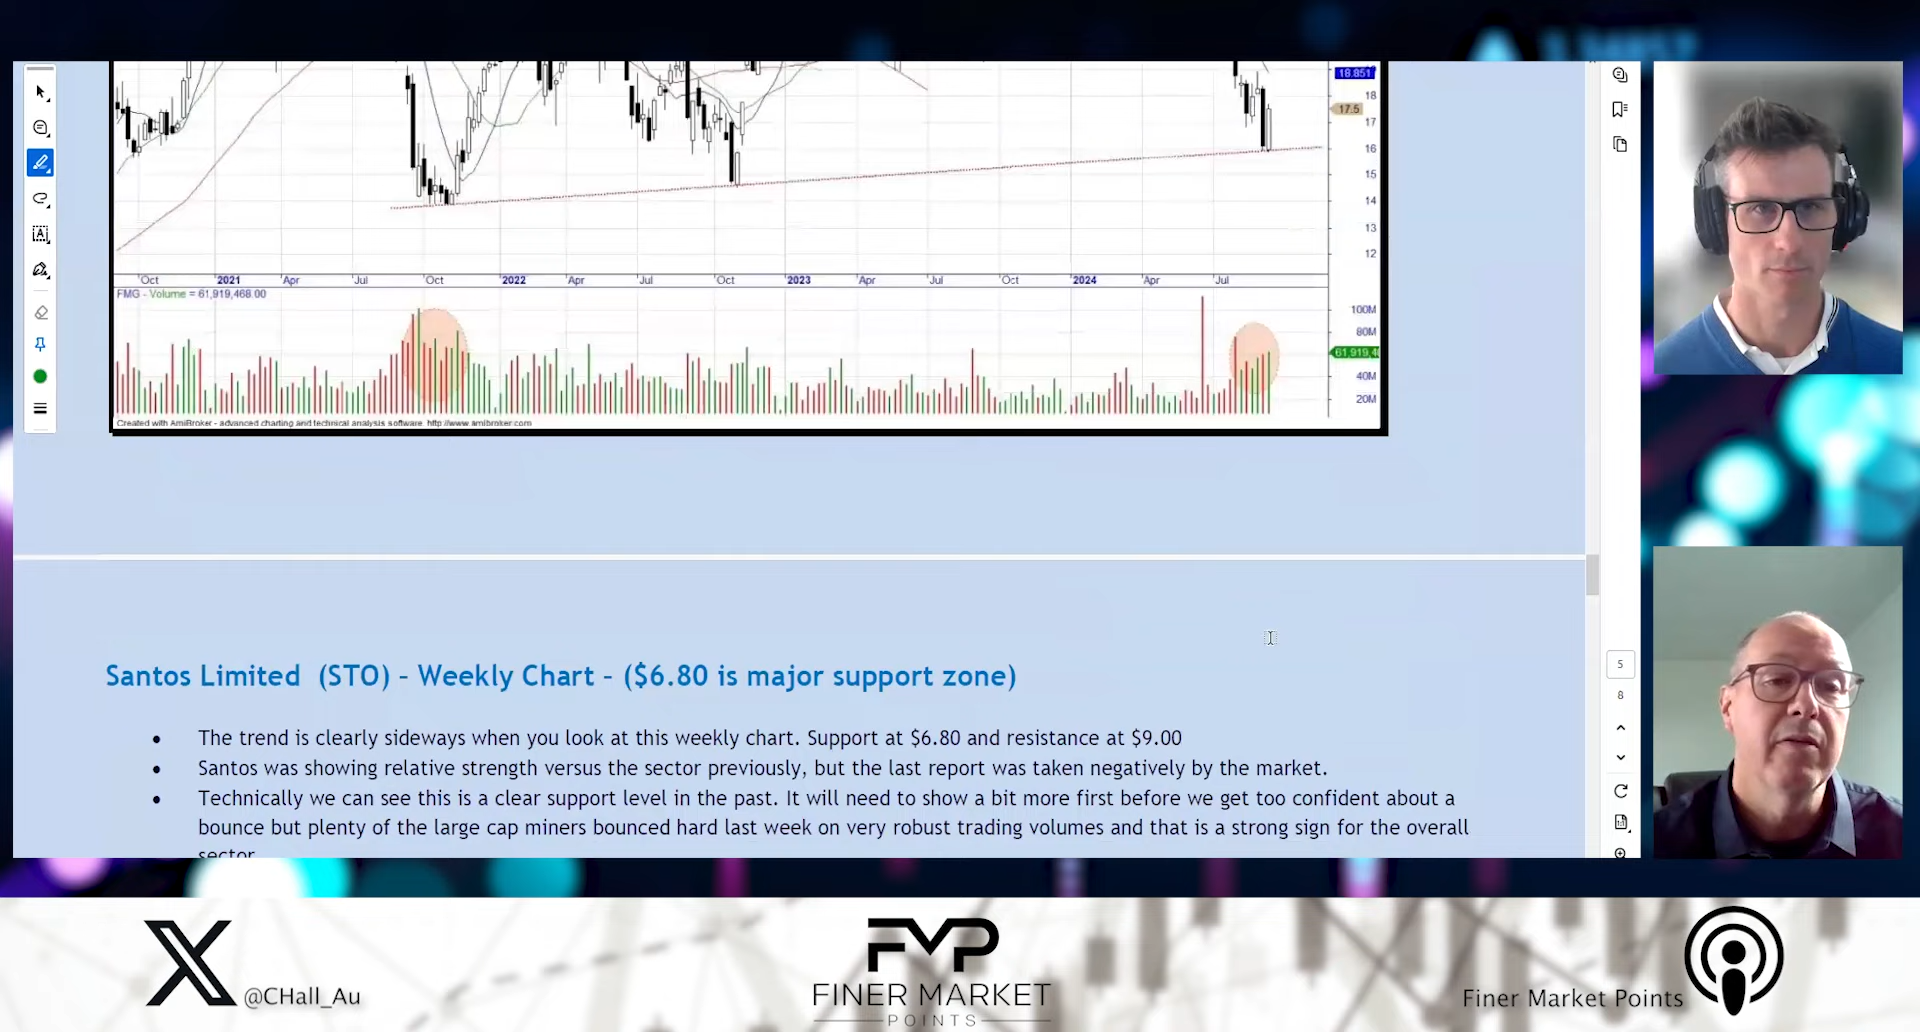 18.851
18
17.5
17
16
15
14
13
12
Oct 2021 Apr Jul Oct 2022 Apr Jul Oct 2023 Apr Jul Oct 2024 Apr Jul
FMG - Volume = 61,919,468.00
100M
80M
61,919,4
40M
20M
Created with AmiBroker - advanced charting and technical analysis software. http://www.amibroker.com
5
8
Santos Limited (STO) – Weekly Chart – ($6.80 is major support zone)
• The trend is clearly sideways when you look at this weekly chart. Support at $6.80 and resistance at $9.00
• Santos was showing relative strength versus the sector previously, but the last report was taken negatively by the market.
• Technically we can see this is a clear support level in the past. It will need to show a bit more first before we get too confident about a
bounce but plenty of the large cap miners bounced hard last week on very robust trading volumes and that is a strong sign for the overall
sector.
@CHall_Au
FMP
FINER MARKET
POINTS
Finer Market Points